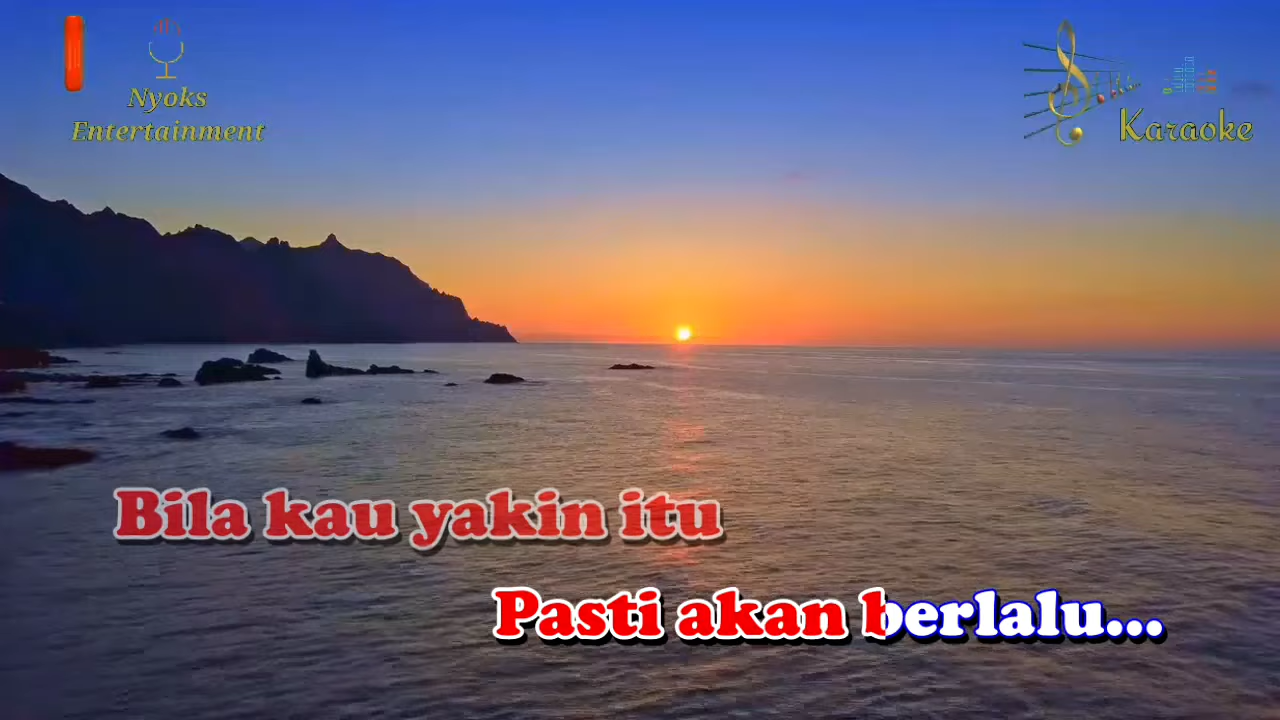 Nyoks
Entertainment
Karaoke
Bila kau yakin itu
Pasti akan berlalu...